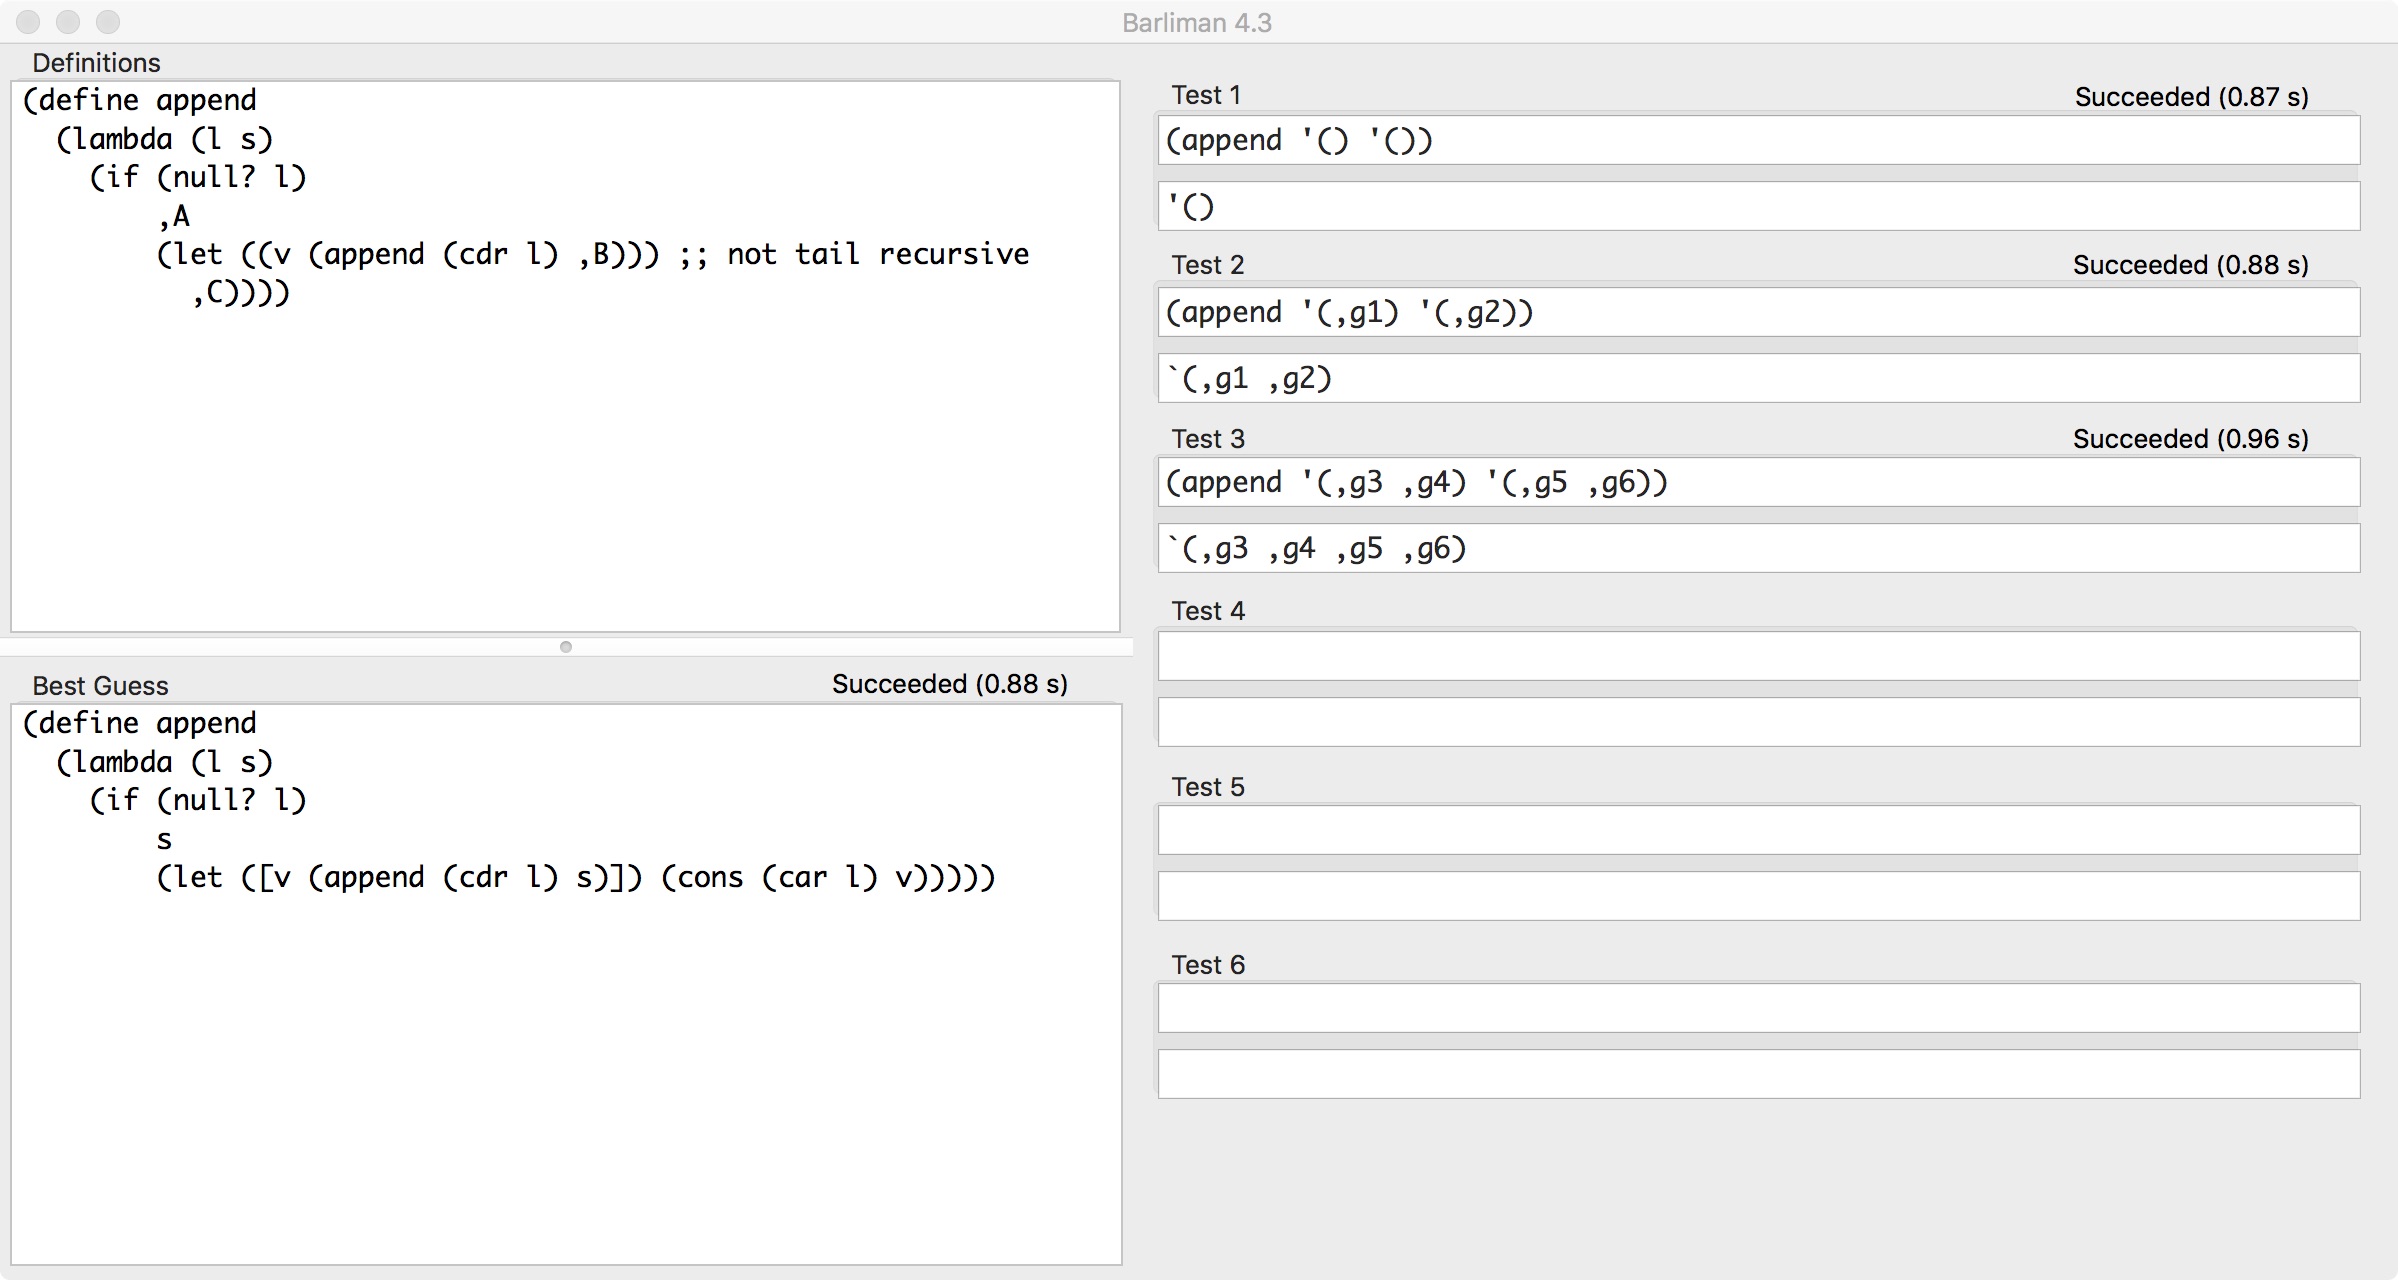 Barliman 4.3
Definitions
(define append
  (lambda (l s)
    (if (null? l)
        ,A
        (let ((v (append (cdr l) ,B))) ;; not tail recursive
          ,C))))
Best Guess Succeeded (0.88 s)
(define append
  (lambda (l s)
    (if (null? l)
        s
        (let ([v (append (cdr l) s)]) (cons (car l) v)))))
Test 1 Succeeded (0.87 s)
(append '() '())
'()
Test 2 Succeeded (0.88 s)
(append '(,g1) '(,g2))
`(,g1 ,g2)
Test 3 Succeeded (0.96 s)
(append '(,g3 ,g4) '(,g5 ,g6))
`(,g3 ,g4 ,g5 ,g6)
Test 4
Test 5
Test 6